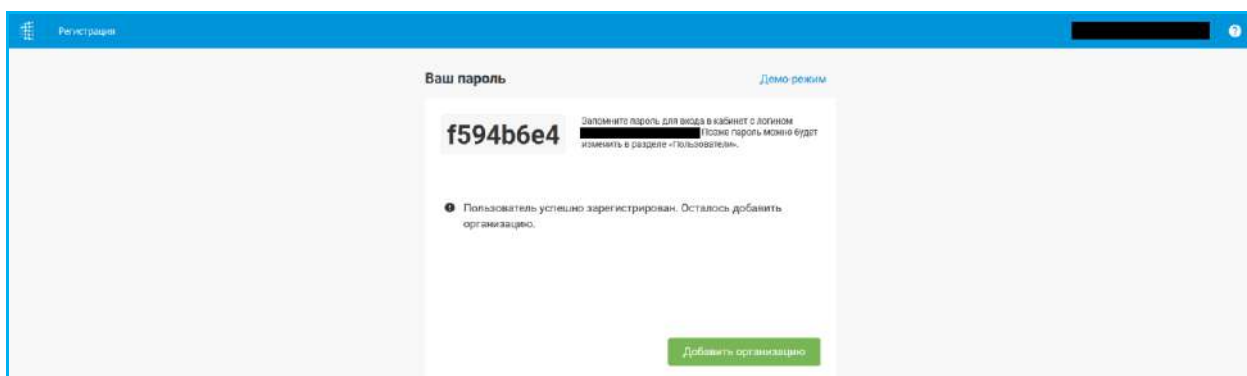 Регистрация
?
Ваш пароль
Демо-режим
f594b6e4
Запомните пароль для входа в кабинет с логином
Позже пароль можно будет
изменить в разделе «Пользователи».
Пользователь успешно зарегистрирован. Осталось добавить
организацию.
Добавить организацию